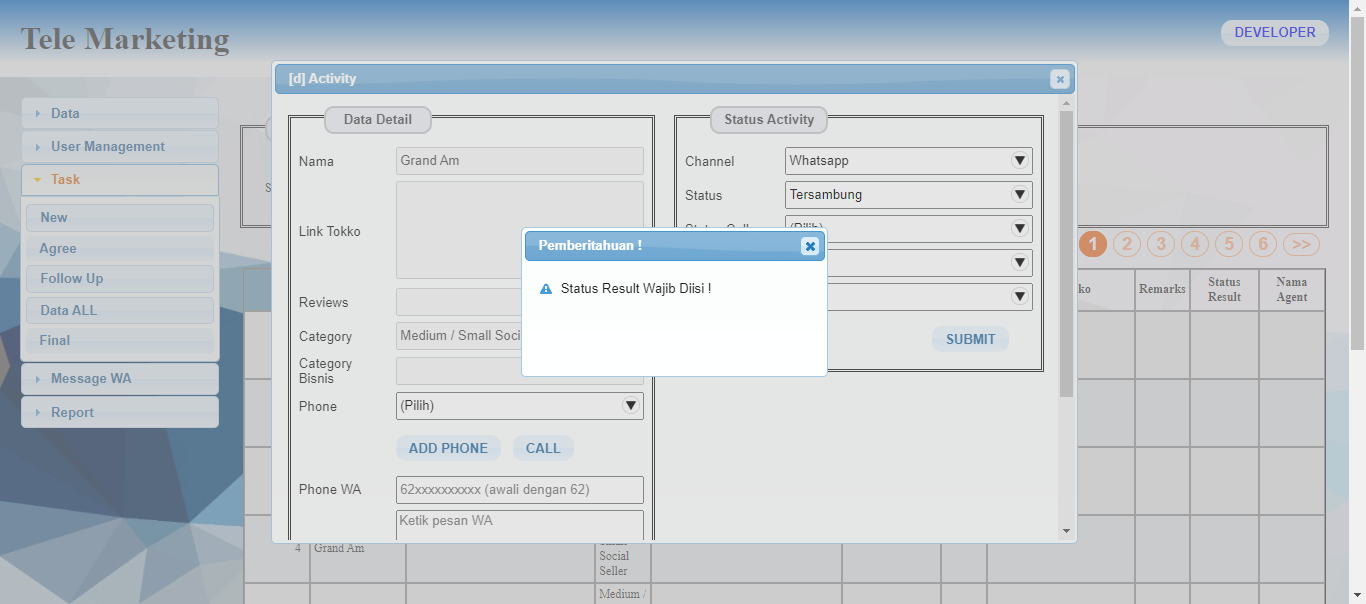 Tele Marketing
DEVELOPER
Data
User Management
Task
New
Agree
Follow Up
Data ALL
Final
Message WA
Report
[d] Activity
Data Detail
Nama
Grand Am
Link Tokko
Reviews
Category
Medium / Small Soci
Category
Bisnis
Phone
(Pilih)
ADD PHONE
CALL
Phone WA
62xxxxxxxxxx (awali dengan 62)
Ketik pesan WA
Status Activity
Channel
Whatsapp
Status
Tersambung
(Pilih)
SUBMIT
Pemberitahuan !
Status Result Wajib Diisi !
1 2 3 4 5 6 >>
ko
Remarks
Status
Result
Nama
Agent
4 Grand Am
Social
Seller
Medium /